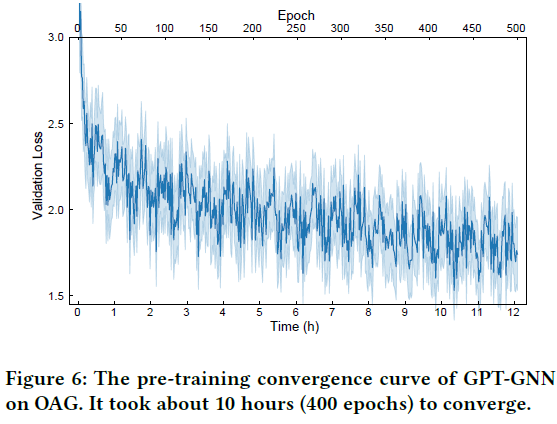 Epoch
0 50 100 150 200 250 300 350 400 450 500
3.0
2.5
2.0
1.5
Validation Loss
0 1 2 3 4 5 6 7 8 9 10 11 12
Time (h)
Figure 6: The pre-training convergence curve of GPT-GNN
on OAG. It took about 10 hours (400 epochs) to converge.